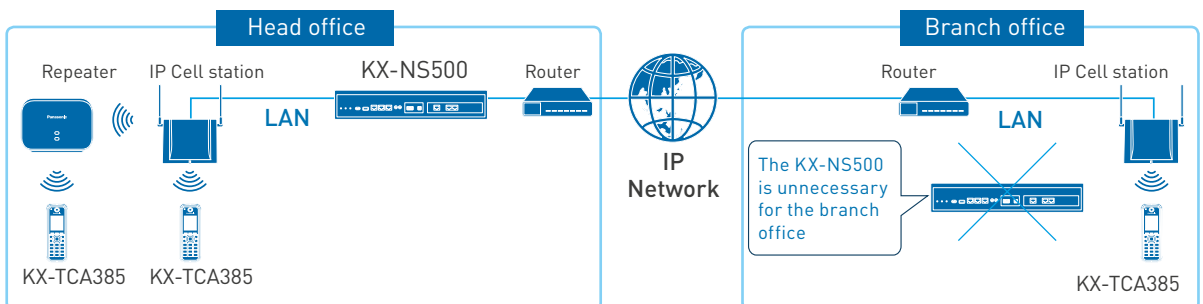 Head office
Branch office
Repeater
IP Cell station
KX-NS500
Router
Panasonic
LAN
KX-TCA385
KX-TCA385
IP
Network
Router
IP Cell station
LAN
The KX-NS500
is unnecessary
for the branch
office
KX-TCA385